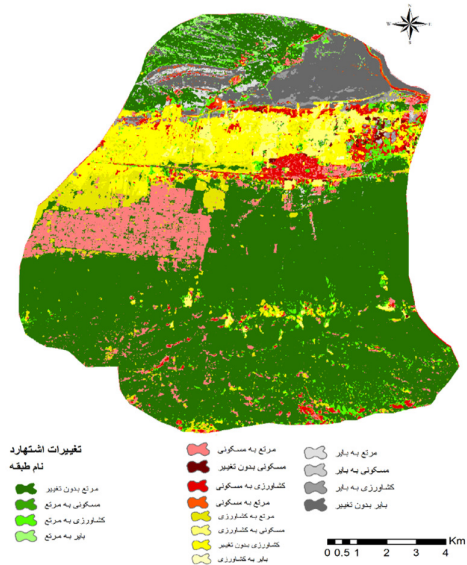 N
W E
S
تغییرات اشتهارد
نام طبقه
مرتع بدون تغییر
مسکونی به مرتع
کشاورزی به مرتع
بایر به مرتع
مرتع به مسکونی
مسکونی بدون تغییر
کشاورزی به مسکونی
مرتع به مسکونی
مرتع به کشاورزی
مسکونی به کشاورزی
کشاورزی بدون تغییر
بایر به کشاورزی
مرتع به بایر
مسکونی به بایر
کشاورزی به بایر
بایر بدون تغییر
Km
0 0.5 1 2 3 4